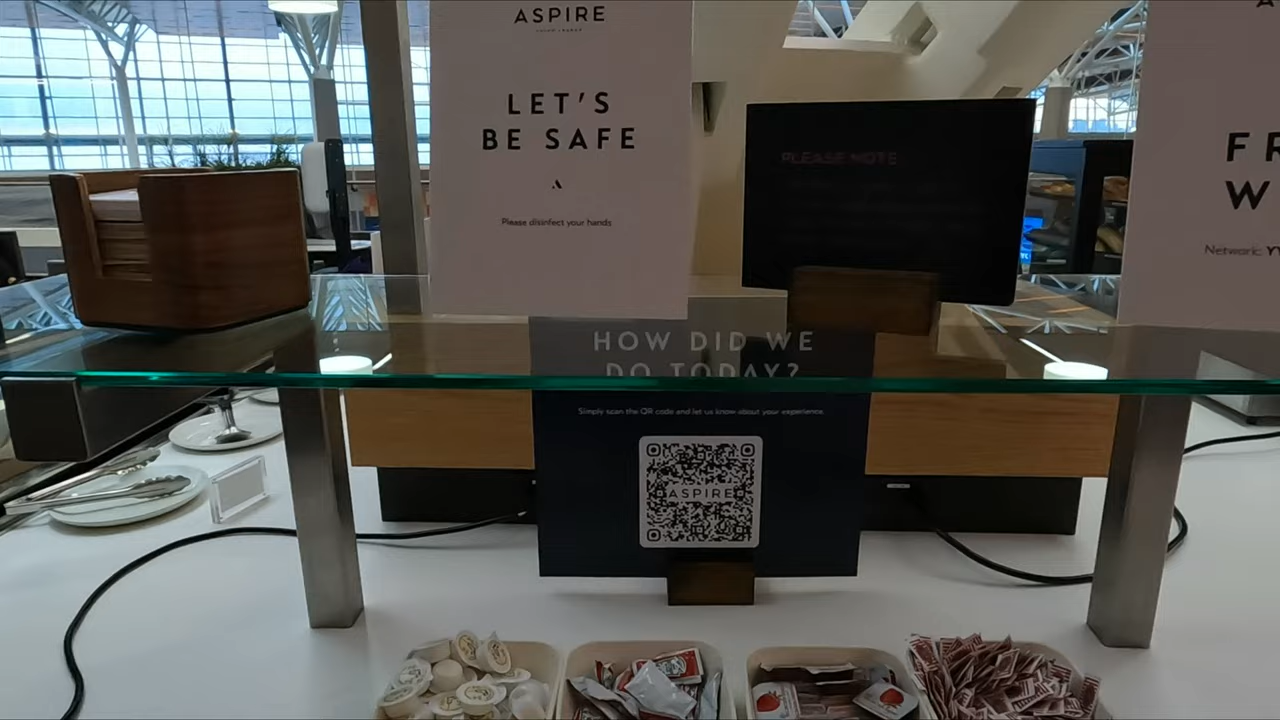 ASPIRE
LET'S
BE SAFE
Please disinfect your hands
PLEASE NOTE
FR
W
Network:
HOW DID WE
DO TODAY?
Simply scan the QR code and let us know about your experience.
ASPIRE